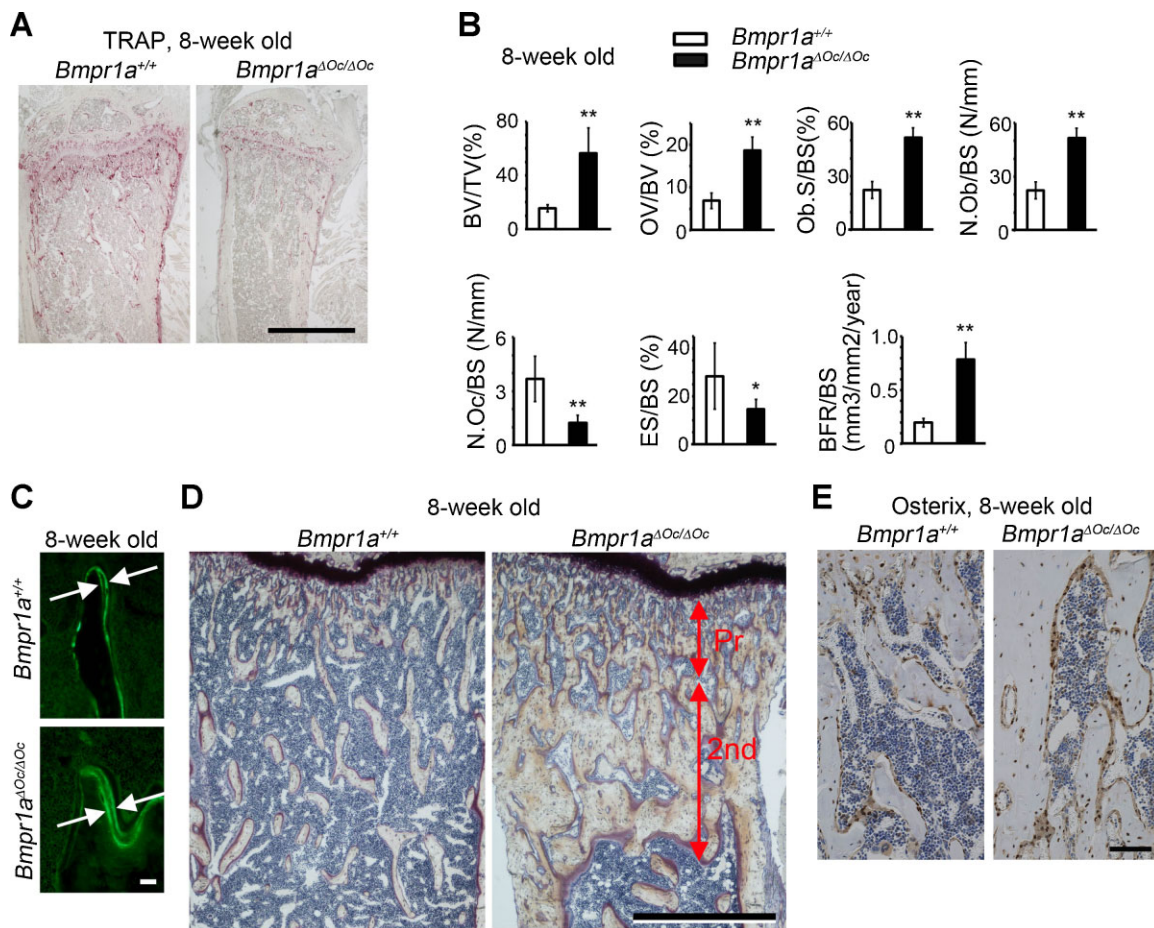 A
TRAP, 8-week old
Bmpr1a+/+
Bmpr1aΔOc/ΔOc
B
8-week old
Bmpr1a+/+
Bmpr1aΔOc/ΔOc
BV/TV(%)
80
40
0
**
OV/BV (%)
20
10
0
**
Ob.S/BS(%)
60
30
0
**
N.Ob/BS (N/mm)
60
30
0
**
N.Oc/BS (N/mm)
6
3
0
**
ES/BS (%)
40
20
0
*
BFR/BS
(mm3/mm2/year)
1.0
0.5
0
**
C
8-week old
Bmpr1a+/+
Bmpr1aΔOc/ΔOc
D
8-week old
Bmpr1a+/+
Bmpr1aΔOc/ΔOc
Pr
2nd
E
Osterix, 8-week old
Bmpr1a+/+
Bmpr1aΔOc/ΔOc